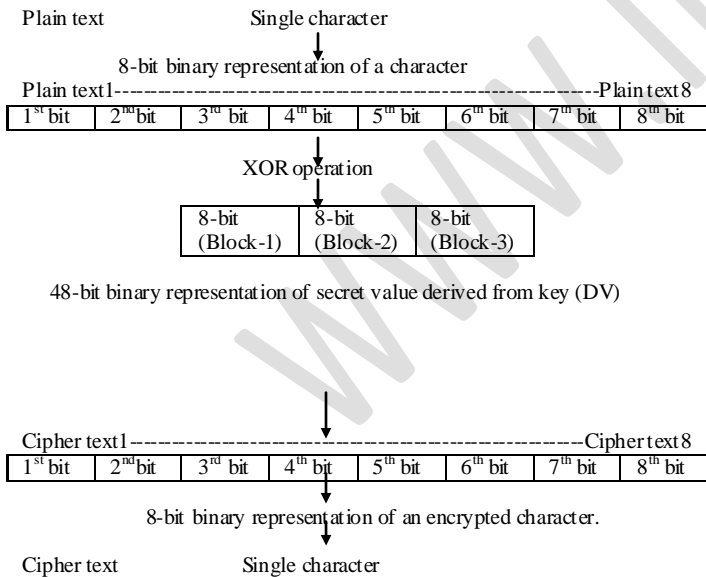 Plain text Single character
8-bit binary representation of a character
Plain text1----------------------------------------------------------Plain text8
1st bit 2nd bit 3rd bit 4th bit 5th bit 6th bit 7th bit 8th bit
XOR operation
8-bit (Block-1) 8-bit (Block-2) 8-bit (Block-3)
48-bit binary representation of secret value derived from key (DV)
Cipher text1-------------------------------------------------------Cipher text8
1st bit 2nd bit 3rd bit 4th bit 5th bit 6th bit 7th bit 8th bit
8-bit binary representation of an encrypted character.
Cipher text Single character